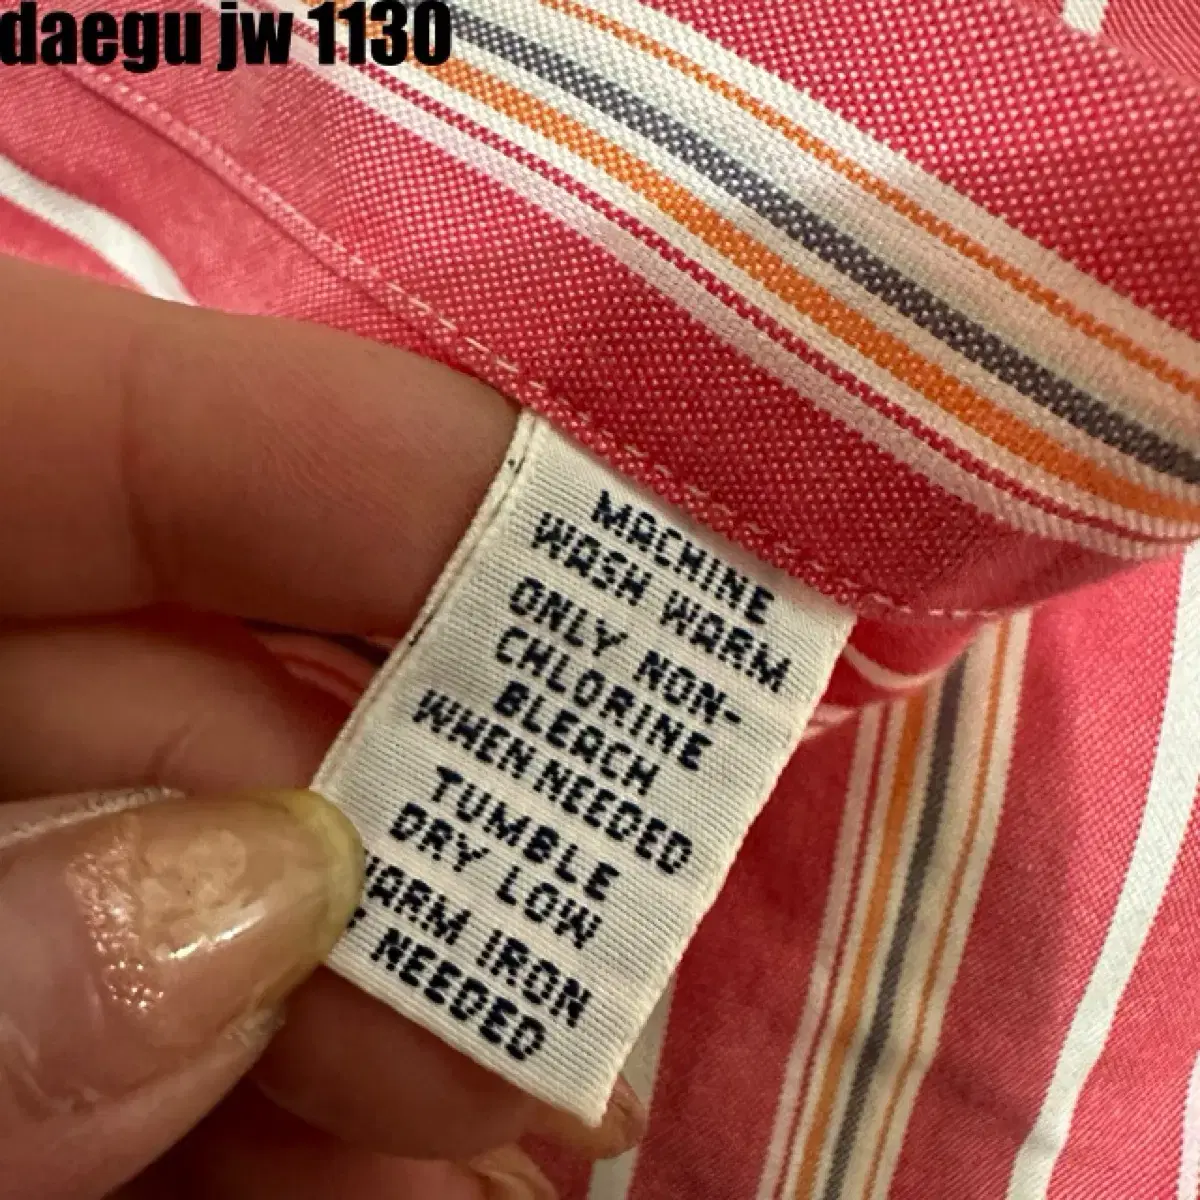 daegu jw 1130
MACHINE
WASH WARM
ONLY NON-
CHLORINE
BLEACH
WHEN NEEDED
TUMBLE
DRY LOW
WARM IRON
NEEDED